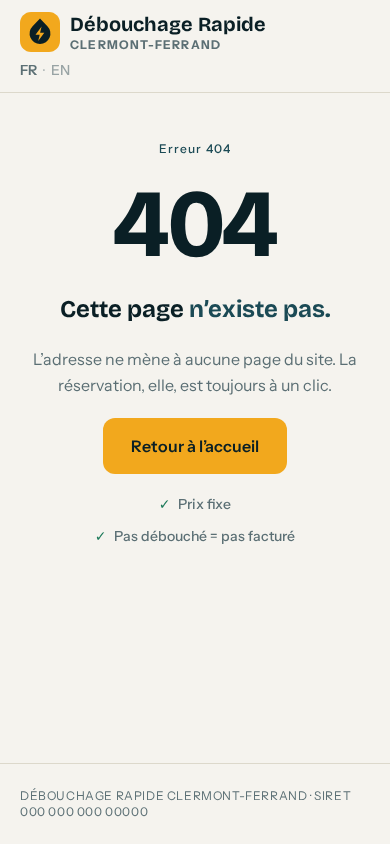 Débouchage Rapide
CLERMONT-FERRAND
FR · EN
Erreur 404
404
Cette page n’existe pas.
L’adresse ne mène à aucune page du site. La
réservation, elle, est toujours à un clic.
Retour à l’accueil
✓ Prix fixe
✓ Pas débouché = pas facturé
DÉBOUCHAGE RAPIDE CLERMONT-FERRAND · SIRET
000 000 000 00000